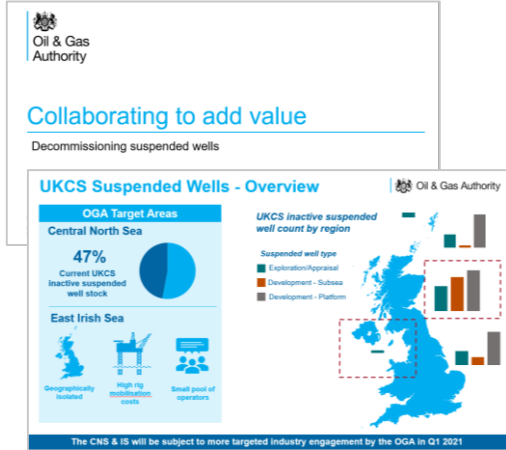 Oil & Gas
Authority
Collaborating to add value
Decommissioning suspended wells
UKCS Suspended Wells - Overview
Oil & Gas Authority
OGA Target Areas
Central North Sea
47%
Current UKCS
inactive suspended
well stock
East Irish Sea
Geographically
isolated
High rig
mobilisation
costs
Small pool of
operators
UKCS inactive suspended
well count by region
Suspended well type
Exploration/Appraisal
Development - Subsea
Development - Platform
The CNS & IS will be subject to more targeted industry engagement by the OGA in Q1 2021